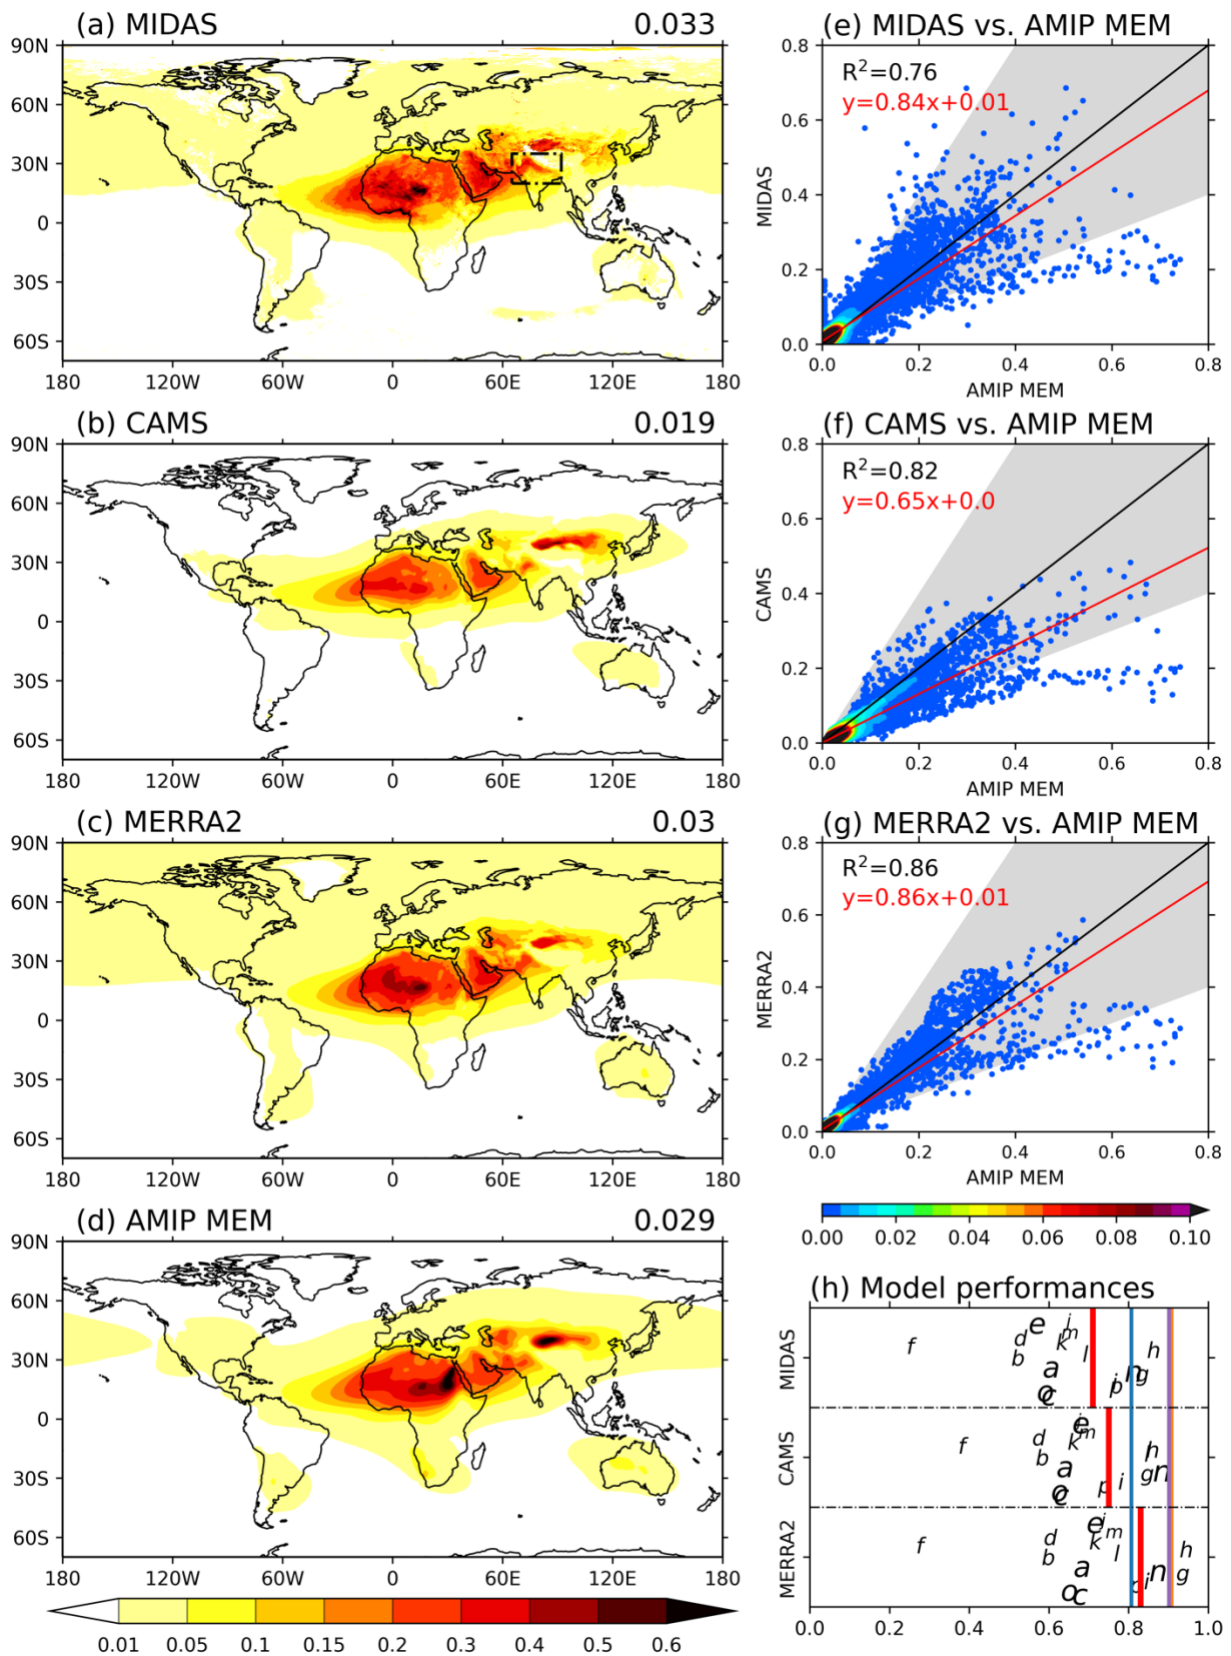 (a) MIDAS 0.033
90N
60N
30N
0
30S
60S
180 120W 60W 0 60E 120E 180
(b) CAMS 0.019
90N
60N
30N
0
30S
60S
180 120W 60W 0 60E 120E 180
(c) MERRA2 0.03
90N
60N
30N
0
30S
60S
180 120W 60W 0 60E 120E 180
(d) AMIP MEM 0.029
90N
60N
30N
0
30S
60S
180 120W 60W 0 60E 120E 180
0.01 0.05 0.1 0.15 0.2 0.3 0.4 0.5 0.6
(e) MIDAS vs. AMIP MEM
R²=0.76
y=0.84x+0.01
MIDAS
0.8
0.6
0.4
0.2
0.0
0.0 0.2 0.4 0.6 0.8
AMIP MEM
(f) CAMS vs. AMIP MEM
R²=0.82
y=0.65x+0.0
CAMS
0.8
0.6
0.4
0.2
0.0
0.0 0.2 0.4 0.6 0.8
AMIP MEM
(g) MERRA2 vs. AMIP MEM
R²=0.86
y=0.86x+0.01
MERRA2
0.8
0.6
0.4
0.2
0.0
0.0 0.2 0.4 0.6 0.8
AMIP MEM
0.00 0.02 0.04 0.06 0.08 0.10
(h) Model performances
MIDAS
e j
d k m
f h
b l
a n g
i p
o c
CAMS
e
d k m
f h
b
a g n
p i
o c
MERRA2
e j
d k m
f h
b l
a n g
i
o c
0.0 0.2 0.4 0.6 0.8 1.0